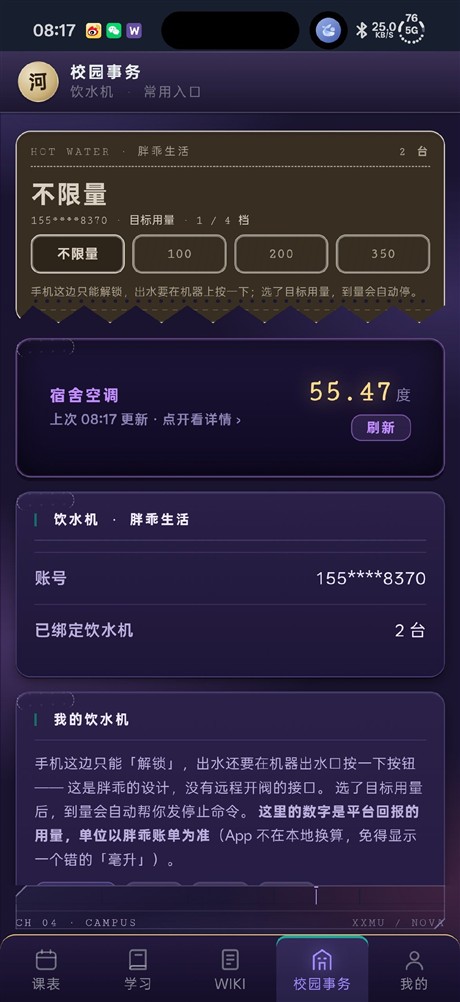 08:17
W
25.0
KB/S
76
5G
河
校园事务
饮水机 · 常用入口
HOT WATER · 胖乖生活
2 台
不限量
155****8370 · 目标用量 · 1 / 4 档
不限量
100
200
350
手机这边只能解锁，出水要在机器上按一下；选了目标用量，到量会自动停。
宿舍空调
55.47 度
上次 08:17 更新 · 点开看详情 ›
刷新
饮水机 · 胖乖生活
账号
155****8370
已绑定饮水机
2 台
我的饮水机
手机这边只能「解锁」，出水还要在机器出水口按一下按钮
—— 这是胖乖的设计，没有远程开阀的接口。 选了目标用量
后，到量会自动帮你发停止命令。 这里的数字是平台回报的
用量，单位以胖乖账单为准（App 不在本地换算，免得显示
一个错的「毫升」）。
CH 04 · CAMPUS
XXMU / NOVA
课表
学习
WIKI
校园事务
我的